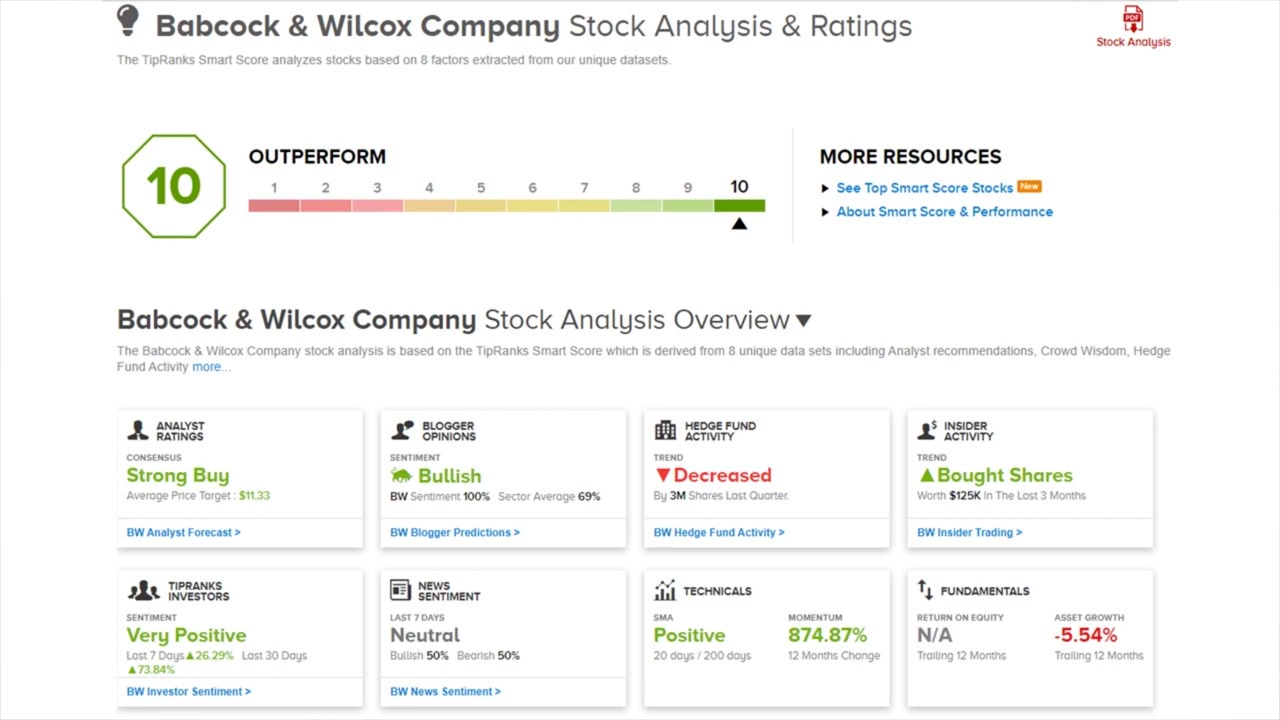 Babcock & Wilcox Company Stock Analysis & Ratings
PDF
Stock Analysis
The TipRanks Smart Score analyzes stocks based on 8 factors extracted from our unique datasets.
10
OUTPERFORM
1 2 3 4 5 6 7 8 9 10
MORE RESOURCES
See Top Smart Score Stocks New
About Smart Score & Performance
Babcock & Wilcox Company Stock Analysis Overview
The Babcock & Wilcox Company stock analysis is based on the TipRanks Smart Score which is derived from 8 unique data sets including Analyst recommendations, Crowd Wisdom, Hedge
Fund Activity more...
ANALYST
RATINGS
CONSENSUS
Strong Buy
Average Price Target : $11.33
BW Analyst Forecast >
BLOGGER
OPINIONS
SENTIMENT
Bullish
BW Sentiment 100% Sector Average 69%
BW Blogger Predictions >
HEDGE FUND
ACTIVITY
TREND
▼Decreased
By 3M Shares Last Quarter.
BW Hedge Fund Activity >
INSIDER
ACTIVITY
TREND
▲Bought Shares
Worth $125K In The Last 3 Months
BW Insider Trading >
TIPRANKS
INVESTORS
SENTIMENT
Very Positive
Last 7 Days ▲26.29% Last 30 Days
▲73.84%
BW Investor Sentiment >
NEWS
SENTIMENT
LAST 7 DAYS
Neutral
Bullish 50% Bearish 50%
BW News Sentiment >
TECHNICALS
SMA
Positive
20 days / 200 days
MOMENTUM
874.87%
12 Months Change
FUNDAMENTALS
RETURN ON EQUITY
N/A
Trailing 12 Months
ASSET GROWTH
-5.54%
Trailing 12 Months